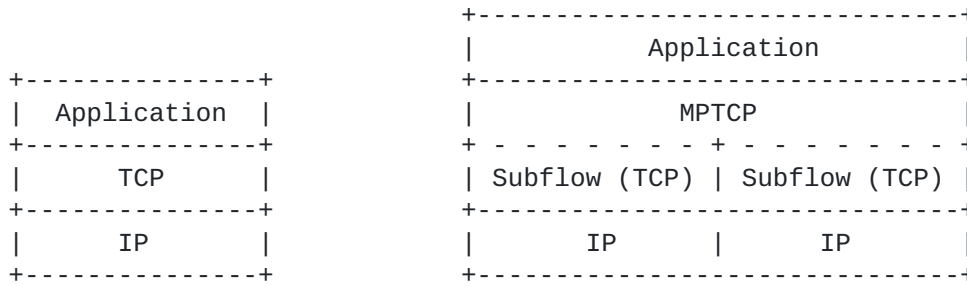 Application
Application
MPTCP
TCP
Subflow (TCP) | Subflow (TCP)
IP
IP | IP